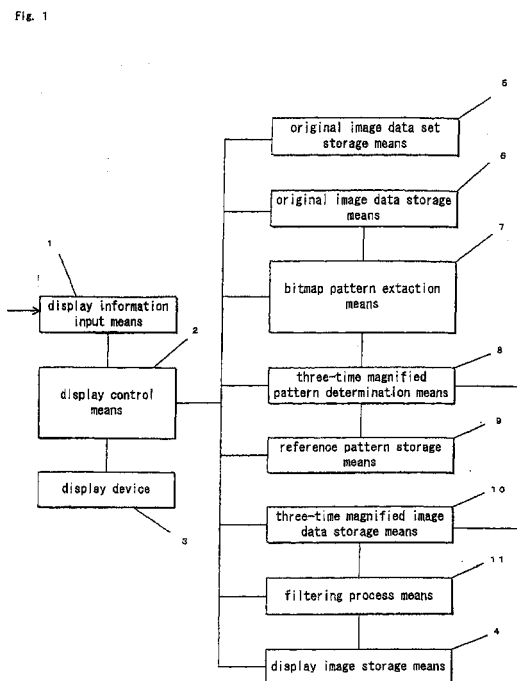 Fig. 1
5
original image data set
storage means
6
original image data storage
means
7
bitmap pattern extaction
means
1
display information
input means
2
display control
means
8
three-time magnified
pattern determination means
9
reference pattern storage
means
display device
3
10
three-time magnified image
data storage means
11
filtering process means
4
display image storage means